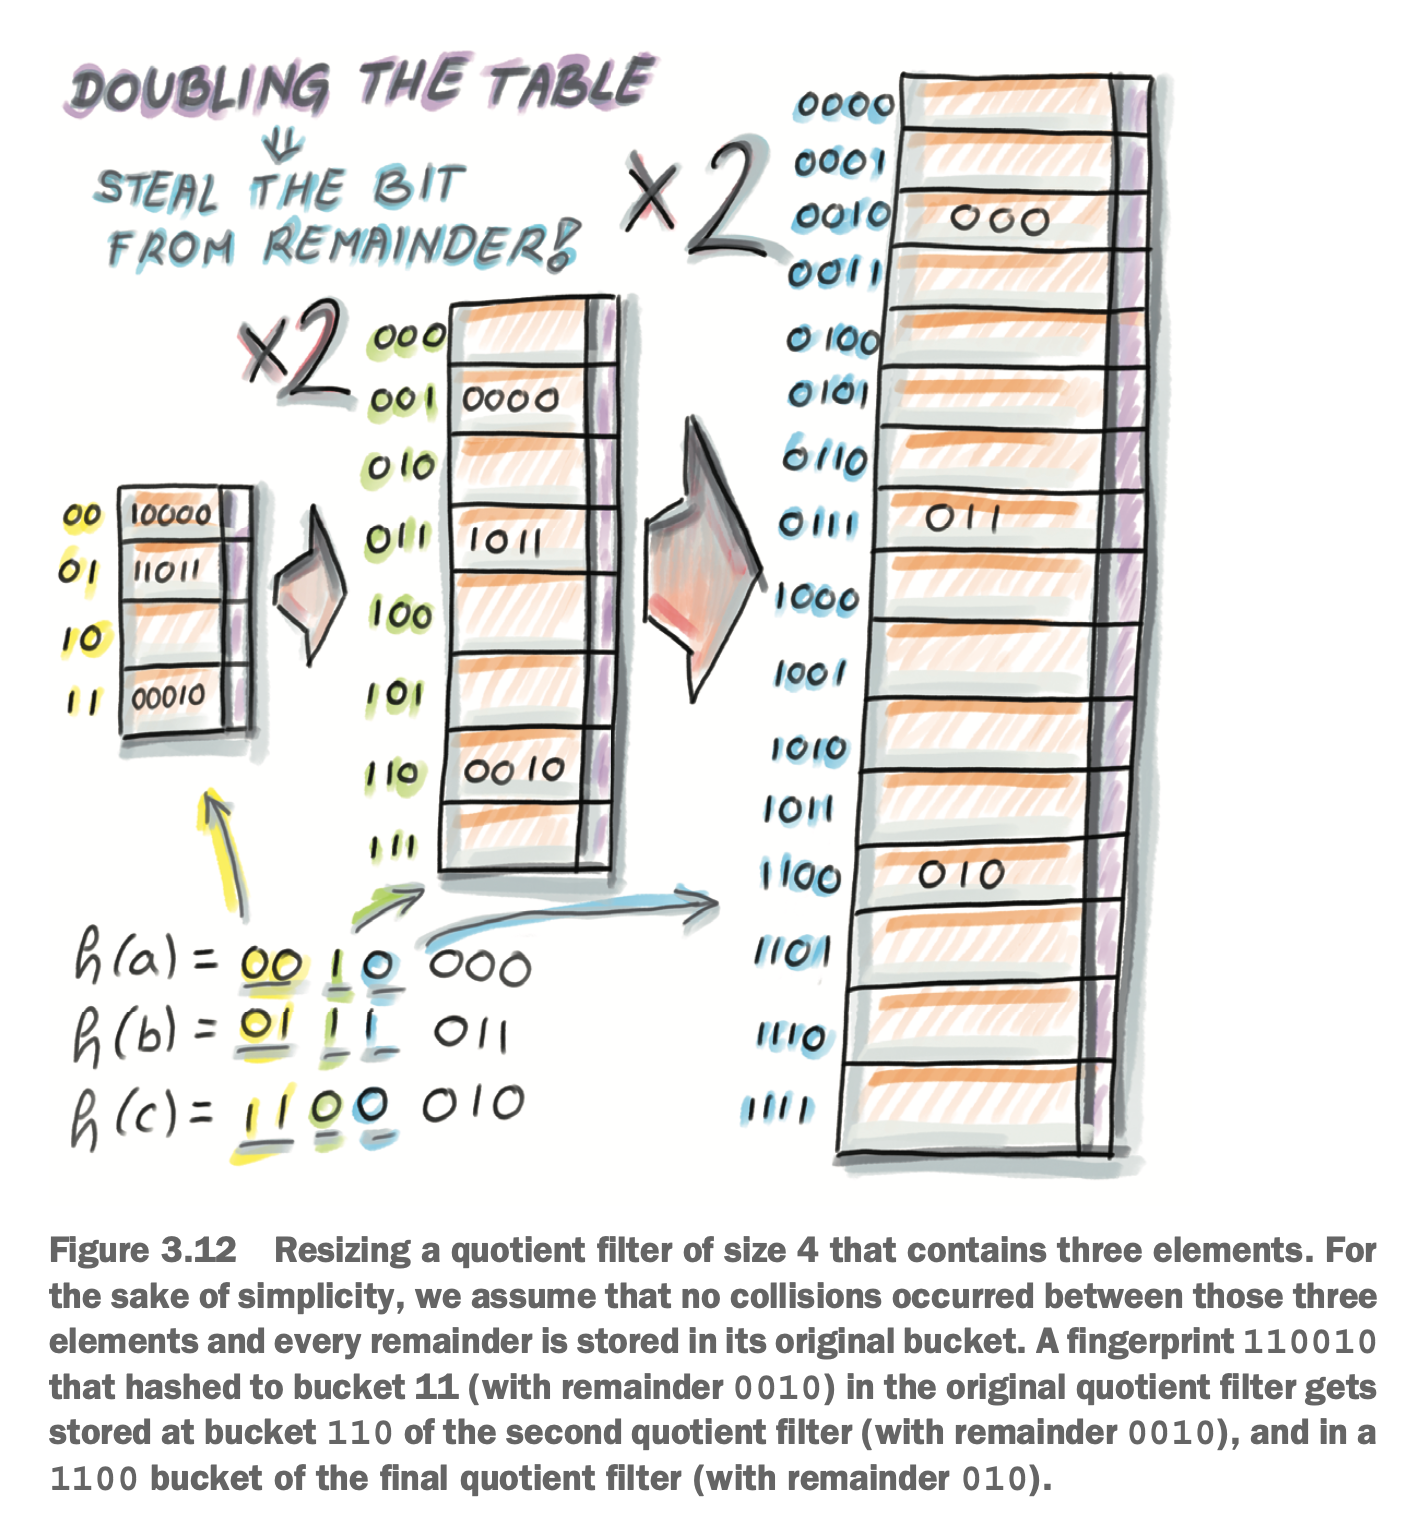 DOUBLING THE TABLE
STEAL THE BIT
FROM REMAINDER!
x2
x2
00 10000
01 11011
10
11 00010
000
001 0000
010
011 1011
100
101
110 0010
111
0000
0001
0010 000
0011
0100
0101
0110
0111 011
1000
1001
1010
1011
1100 010
1101
1110
1111
h(a) = 00 1 0 000
h(b) = 01 1 1 011
h(c) = 11 0 0 010
Figure 3.12 Resizing a quotient filter of size 4 that contains three elements. For
the sake of simplicity, we assume that no collisions occurred between those three
elements and every remainder is stored in its original bucket. A fingerprint 110010
that hashed to bucket 11 (with remainder 0010) in the original quotient filter gets
stored at bucket 110 of the second quotient filter (with remainder 0010), and in a
1100 bucket of the final quotient filter (with remainder 010).